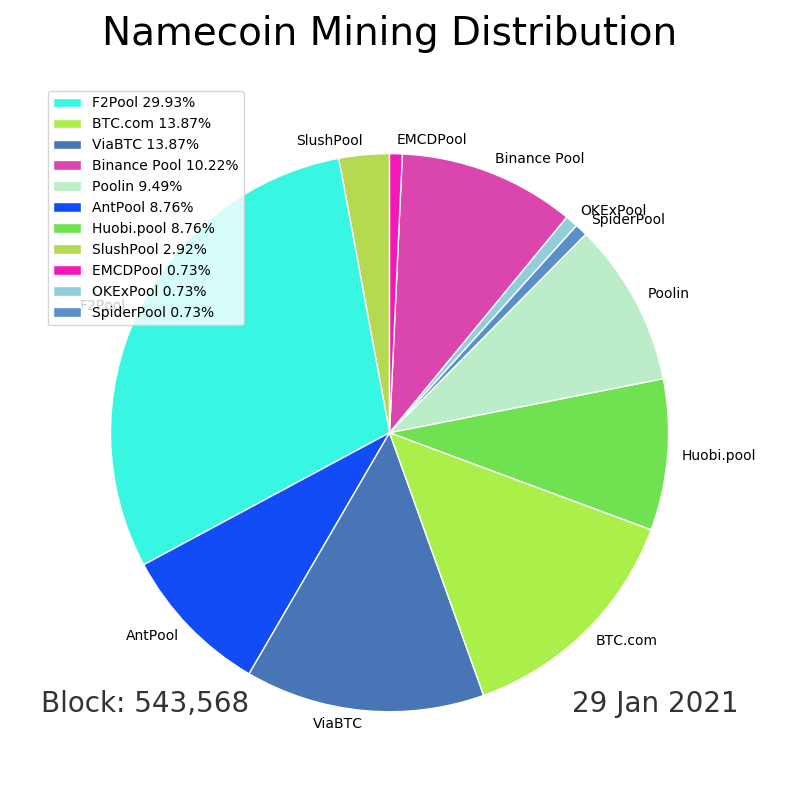 Namecoin Mining Distribution
F2Pool 29.93%
BTC.com 13.87%
ViaBTC 13.87%
Binance Pool 10.22%
Poolin 9.49%
AntPool 8.76%
Huobi.pool 8.76%
SlushPool 2.92%
EMCDPool 0.73%
OKExPool 0.73%
SpiderPool 0.73%
SlushPool
EMCDPool
Binance Pool
OKExPool
SpiderPool
Poolin
F2Pool
Huobi.pool
AntPool
BTC.com
ViaBTC
Block: 543,568
29 Jan 2021